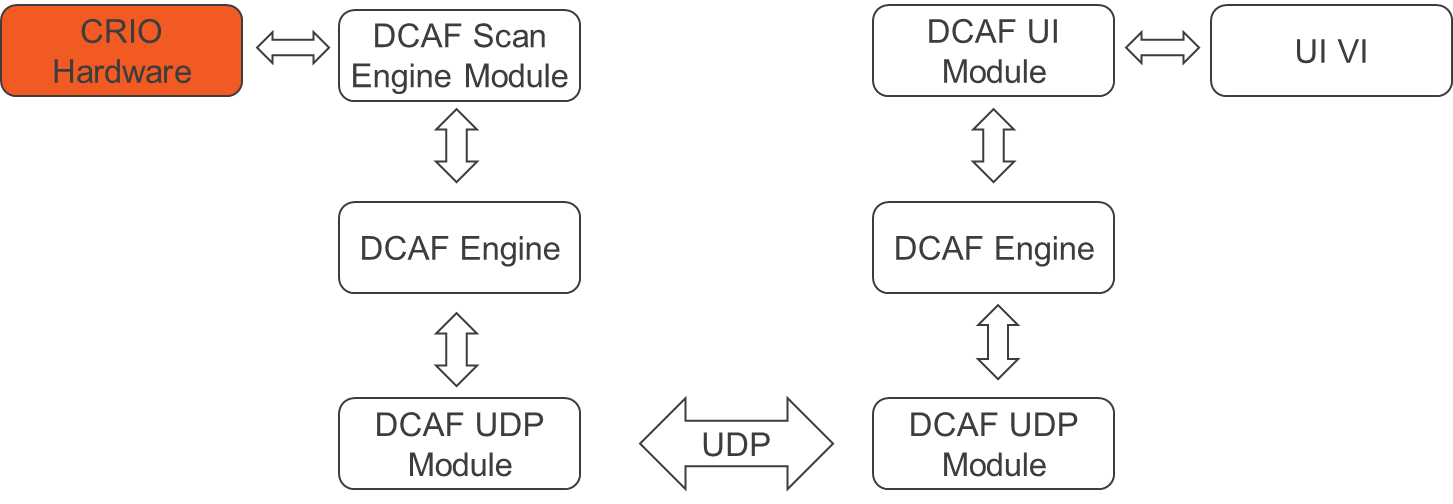 CRIO
Hardware
DCAF Scan
Engine Module
DCAF UI
Module
UI VI
DCAF Engine
DCAF Engine
DCAF UDP
Module
UDP
DCAF UDP
Module